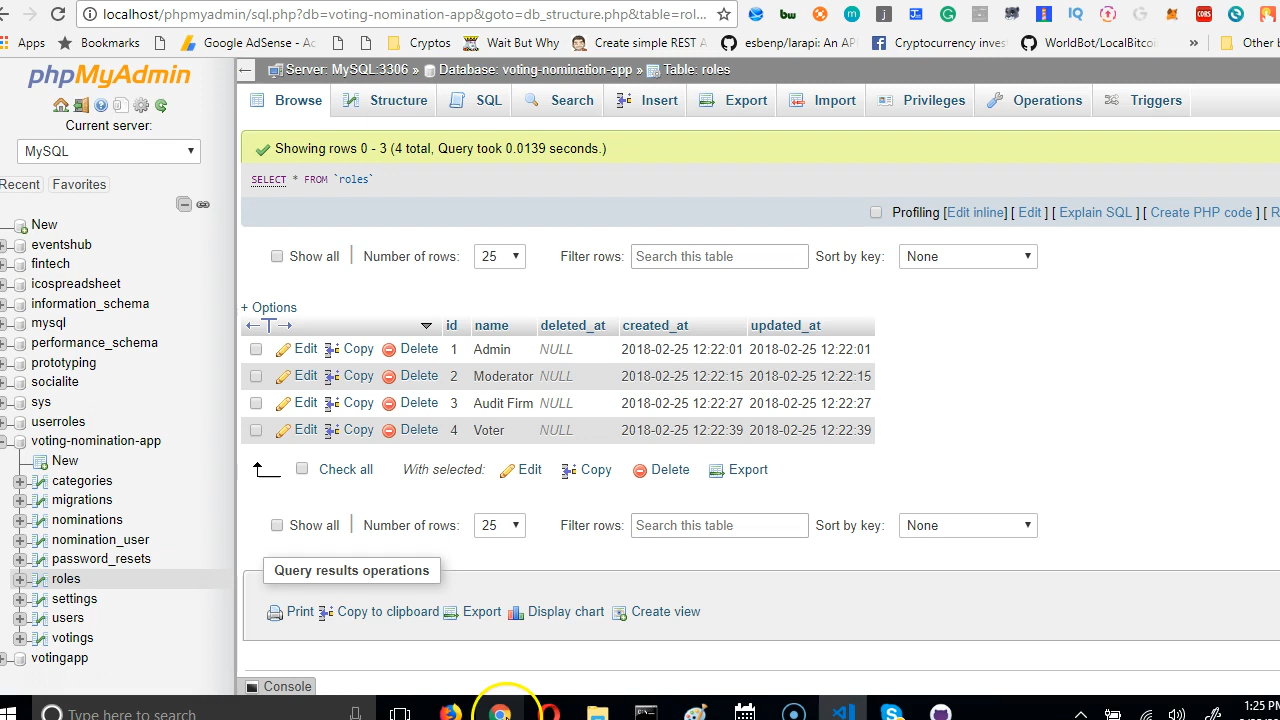 localhost/phpmyadmin/sql.php?db=voting-nomination-app&goto=db_structure.php&table=rol...
Apps Bookmarks Google AdSense - Ac Cryptos Wait But Why Create simple REST A eslsenp/larapi: An API Cryptocurrency inves WorldBot/LocalBitcoin » Other b
phpMyAdmin
Current server:
MySQL
Recent Favorites
New
eventshub
fintech
icospreadsheet
information_schema
mysql
performance_schema
prototyping
socialite
sys
userroles
voting-nomination-app
New
categories
migrations
nominations
nomination_user
password_resets
roles
settings
users
votings
votingapp
Server: MySQL:3306 » Database: voting-nomination-app » Table: roles
Browse Structure SQL Search Insert Export Import Privileges Operations Triggers
Showing rows 0 - 3 (4 total, Query took 0.0139 seconds.)
SELECT * FROM `roles`
Profiling [Edit inline] [ Edit ] [ Explain SQL ] [ Create PHP code ] [ R
Show all Number of rows: 25 Filter rows: Search this table Sort by key: None
+ Options
←T→ id name deleted_at created_at updated_at
Edit Copy Delete 1 Admin NULL 2018-02-25 12:22:01 2018-02-25 12:22:01
Edit Copy Delete 2 Moderator NULL 2018-02-25 12:22:15 2018-02-25 12:22:15
Edit Copy Delete 3 Audit Firm NULL 2018-02-25 12:22:27 2018-02-25 12:22:27
Edit Copy Delete 4 Voter NULL 2018-02-25 12:22:39 2018-02-25 12:22:39
Check all With selected: Edit Copy Delete Export
Show all Number of rows: 25 Filter rows: Search this table Sort by key: None
Query results operations
Print Copy to clipboard Export Display chart Create view
Console
Type here to search
1:25 PM